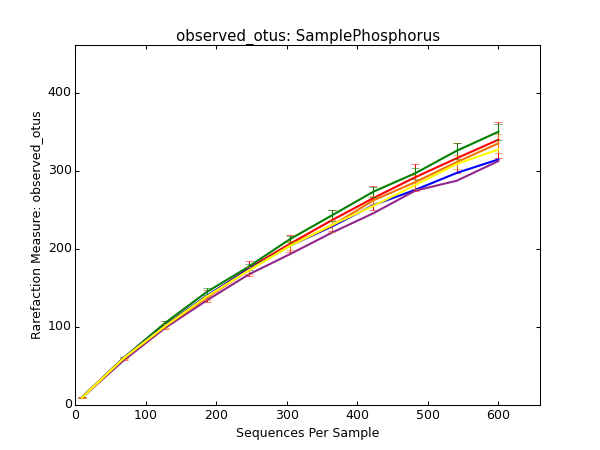 observed_otus: SamplePhosphorus
Rarefaction Measure: observed_otus
400
300
200
100
0
0 100 200 300 400 500 600
Sequences Per Sample